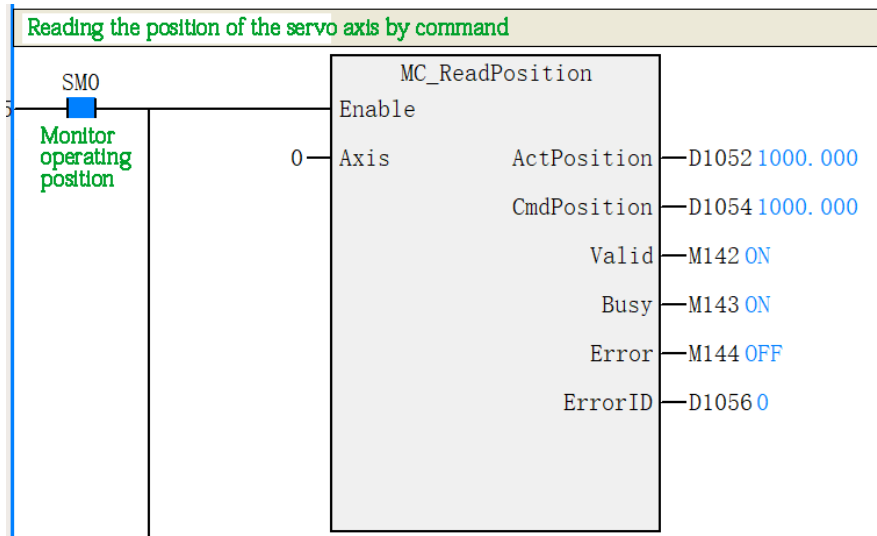 Reading the position of the servo axis by command
SM0
MC_ReadPosition
Enable
Monitor
operating
position
0
Axis
ActPosition
D1052 1000.000
CmdPosition
D1054 1000.000
Valid
M142 ON
Busy
M143 ON
Error
M144 OFF
ErrorID
D1056 0